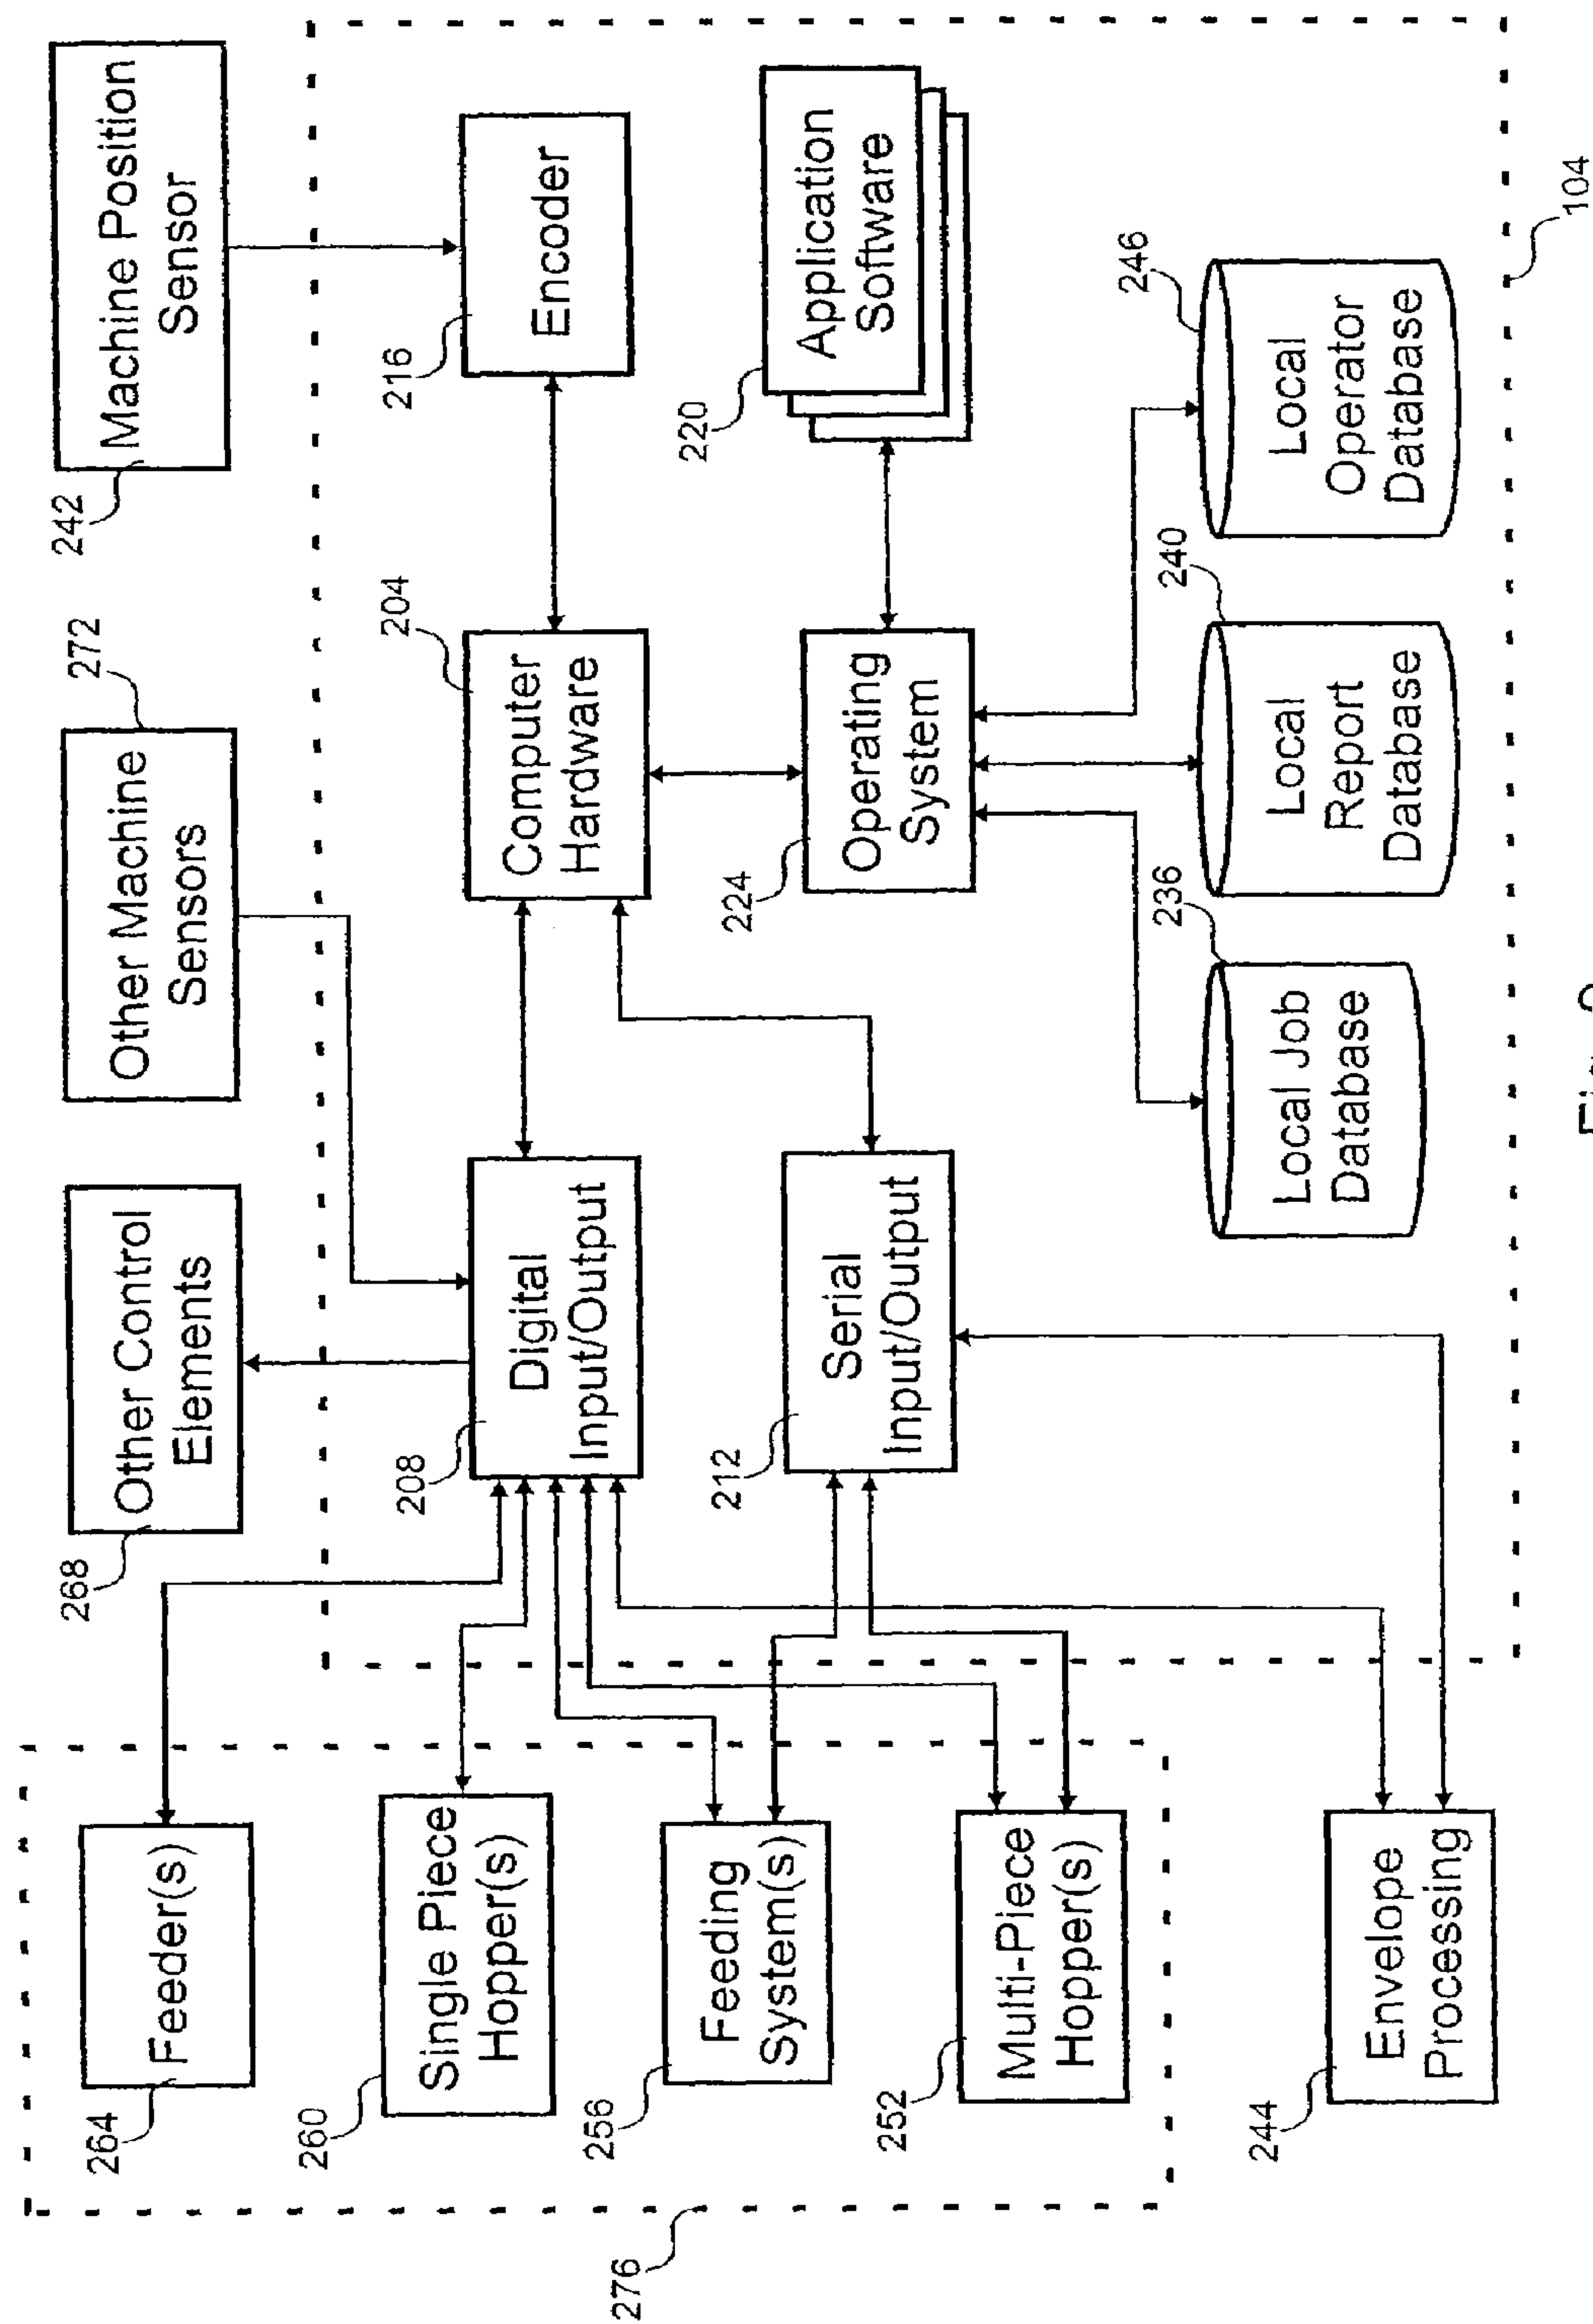 276
264
Feeder(s)
260
Single Piece
Hopper(s)
256
Feeding
System(s)
252
Multi-Piece
Hopper(s)
244
Envelope
Processing
268
Other Control
Elements
272
Other Machine
Sensors
242
Machine Position
Sensor
208
Digital
Input/Output
204
Computer
Hardware
216
Encoder
212
Serial
Input/Output
224
Operating
System
220
Application
Software
236
Local Job
Database
240
Local
Report
Database
246
Local
Operator
Database
104